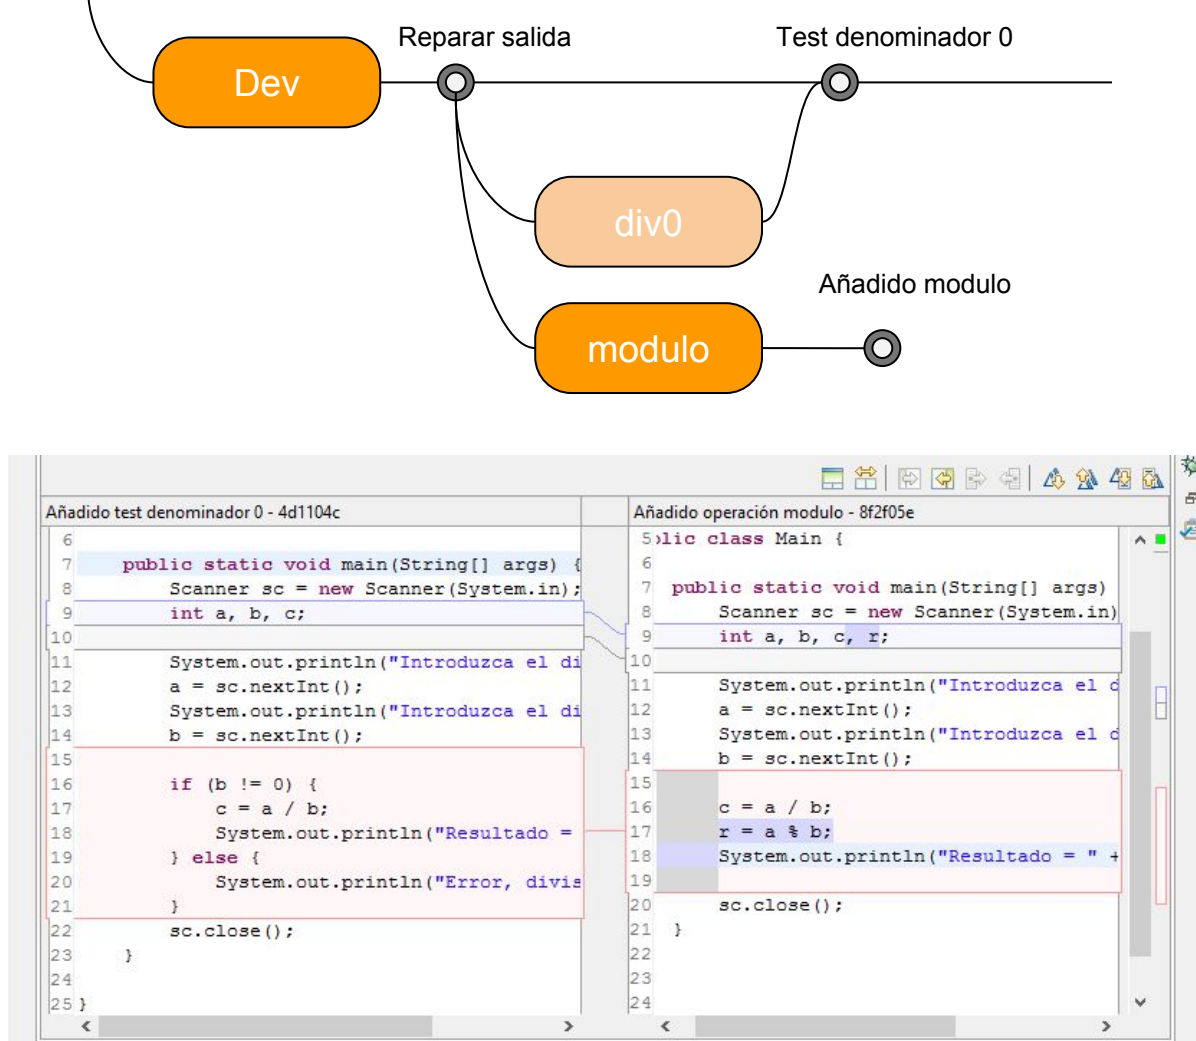 Reparar salida
Test denominador 0
Dev
div0
Añadido modulo
modulo
Añadido test denominador 0 - 4d1104c
6
7 public static void main(String[] args) {
8 Scanner sc = new Scanner(System.in);
9 int a, b, c;
10
11 System.out.println("Introduzca el di
12 a = sc.nextInt();
13 System.out.println("Introduzca el di
14 b = sc.nextInt();
15
16 if (b != 0) {
17 c = a / b;
18 System.out.println("Resultado =
19 } else {
20 System.out.println("Error, divis
21 }
22 sc.close();
23 }
24
25 }
Añadido operación modulo - 8f2f05e
5 blic class Main {
6
7 public static void main(String[] args)
8 Scanner sc = new Scanner(System.in)
9 int a, b, c, r;
10
11 System.out.println("Introduzca el d
12 a = sc.nextInt();
13 System.out.println("Introduzca el d
14 b = sc.nextInt();
15
16 c = a / b;
17 r = a % b;
18 System.out.println("Resultado = " +
19
20 sc.close();
21 }
22
23
24